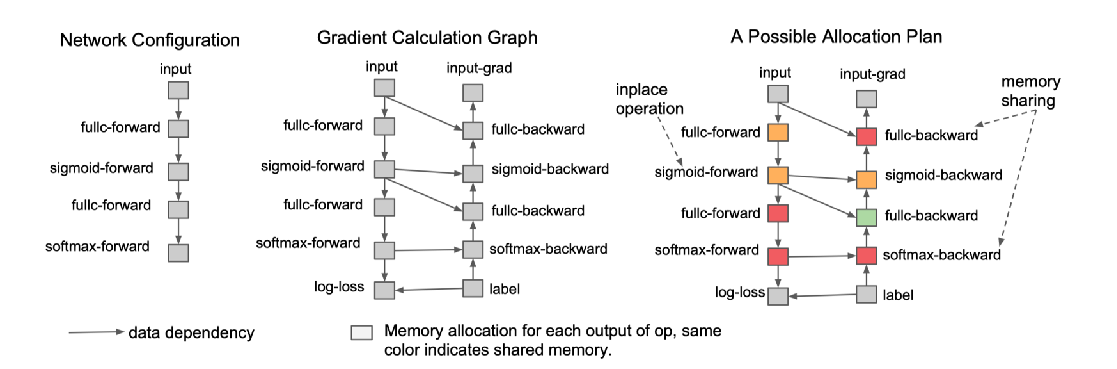 Network Configuration
input
fullc-forward
sigmoid-forward
fullc-forward
softmax-forward
Gradient Calculation Graph
input
input-grad
fullc-forward
fullc-backward
sigmoid-forward
sigmoid-backward
fullc-forward
fullc-backward
softmax-forward
softmax-backward
log-loss
label
A Possible Allocation Plan
input
input-grad
inplace
operation
memory
sharing
fullc-forward
fullc-backward
sigmoid-forward
sigmoid-backward
fullc-forward
fullc-backward
softmax-forward
softmax-backward
log-loss
label
data dependency
Memory allocation for each output of op, same
color indicates shared memory.